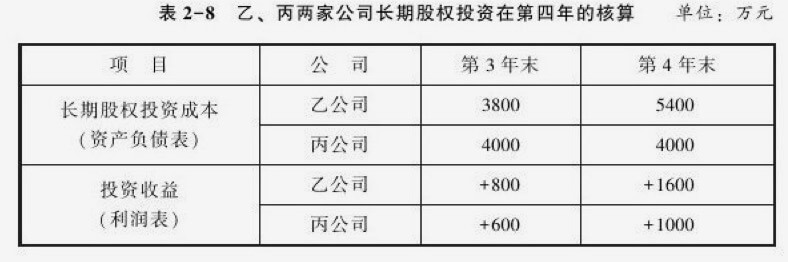 表 2-8 乙、丙两家公司长期股权投资在第四年的核算 单位：万元
项 目 公 司 第 3 年末 第 4 年末
长期股权投资成本
(资产负债表)
乙公司 3800 5400
丙公司 4000 4000
投资收益
(利润表)
乙公司 +800 +1600
丙公司 +600 +1000